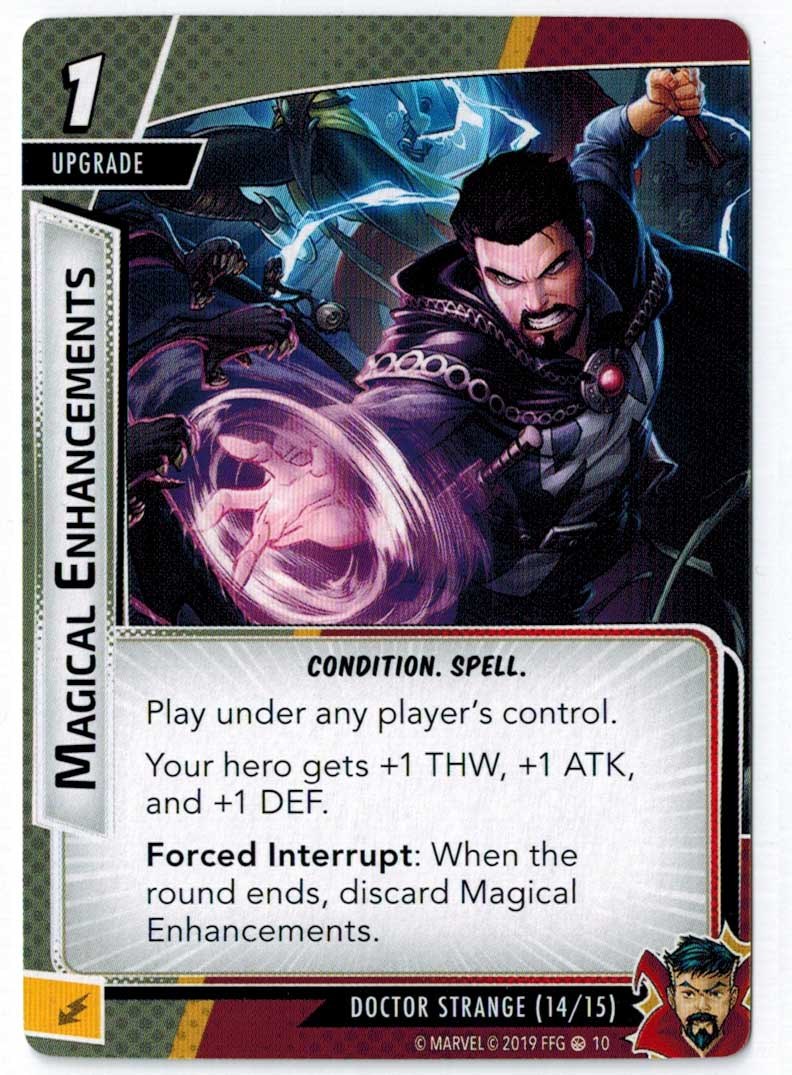 1
UPGRADE
MAGICAL ENHANCEMENTS
CONDITION. SPELL.
Play under any player's control.
Your hero gets +1 THW, +1 ATK,
and +1 DEF.
Forced Interrupt: When the
round ends, discard Magical
Enhancements.
DOCTOR STRANGE (14/15)
© MARVEL © 2019 FFG 10